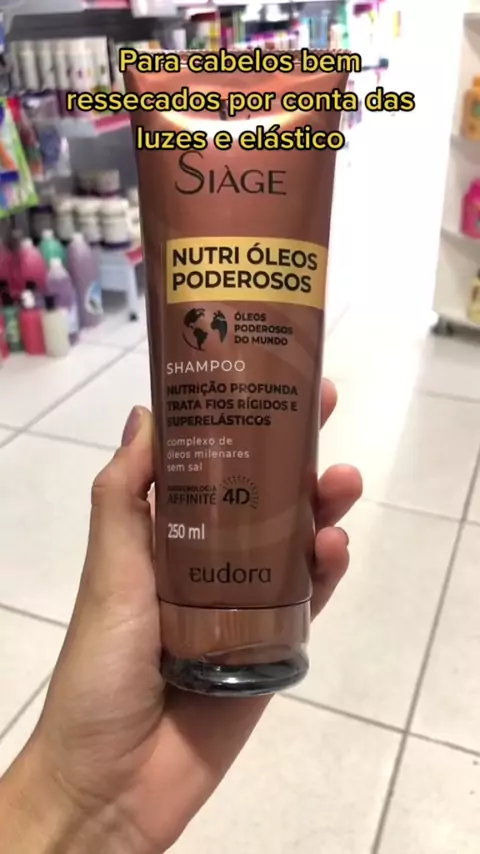 Para cabelos bem
ressecados por conta das
luzes e elástico
SIÀGE
NUTRI ÓLEOS
PODEROSOS
ÓLEOS
PODEROSOS
DO MUNDO
SHAMPOO
NUTRIÇÃO PROFUNDA
TRATA FIOS RÍGIDOS E
SUPERELÁSTICOS
complexo de
óleos milenares
sem sal
AFFINITÉ 4D
250 ml
eudora